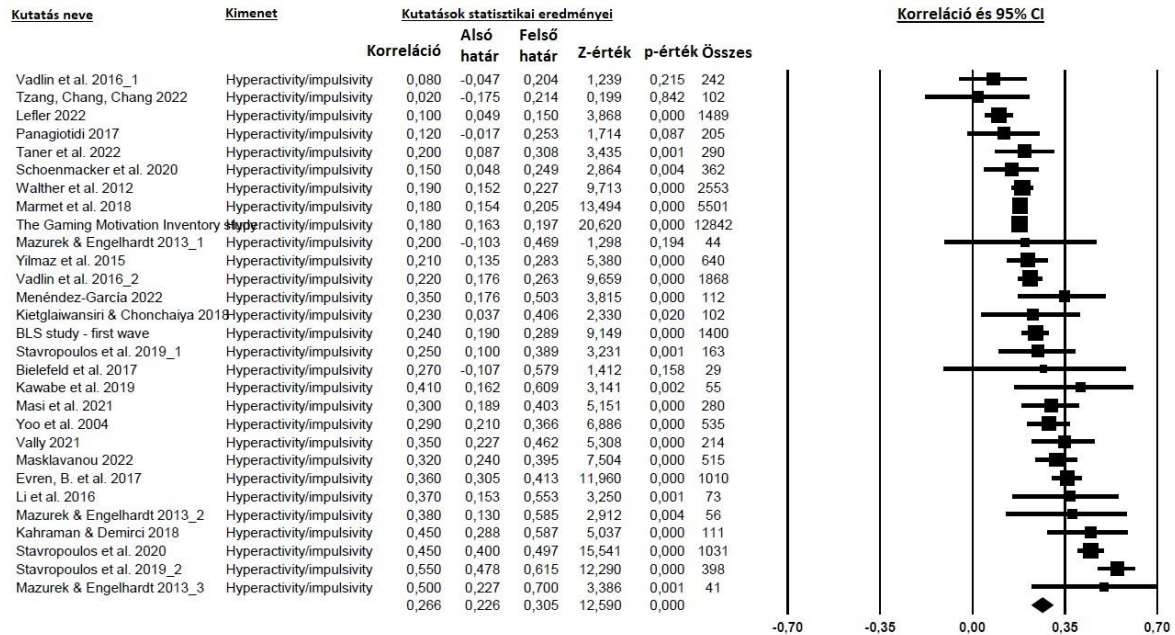 Kutatás neve Kimenet Kutatások statisztikai eredményei Korreláció és 95% CI
Korreláció Alsó határ Felső határ Z-érték p-érték Összes
Vadlin et al. 2016_1 Hyperactivity/impulsivity 0,080 -0,047 0,204 1,239 0,215 242
Tzang, Chang, Chang 2022 Hyperactivity/impulsivity 0,020 -0,175 0,214 0,199 0,842 102
Lefler 2022 Hyperactivity/impulsivity 0,100 0,049 0,150 3,868 0,000 1489
Panagiotidi 2017 Hyperactivity/impulsivity 0,120 -0,017 0,253 1,714 0,087 205
Taner et al. 2022 Hyperactivity/impulsivity 0,200 0,087 0,308 3,435 0,001 290
Schoenmacker et al. 2020 Hyperactivity/impulsivity 0,150 0,048 0,249 2,864 0,004 362
Walther et al. 2012 Hyperactivity/impulsivity 0,190 0,152 0,227 9,713 0,000 2553
Marmet et al. 2018 Hyperactivity/impulsivity 0,180 0,154 0,205 13,494 0,000 5501
The Gaming Motivation Inventory study Hyperactivity/impulsivity 0,180 0,163 0,197 20,620 0,000 12842
Mazurek & Engelhardt 2013_1 Hyperactivity/impulsivity 0,200 -0,103 0,469 1,298 0,194 44
Yilmaz et al. 2015 Hyperactivity/impulsivity 0,210 0,135 0,283 5,380 0,000 640
Vadlin et al. 2016_2 Hyperactivity/impulsivity 0,220 0,176 0,263 9,659 0,000 1868
Menéndez-García 2022 Hyperactivity/impulsivity 0,350 0,176 0,503 3,815 0,000 112
Kietglaiwansiri & Chonchaiya 2018 Hyperactivity/impulsivity 0,230 0,037 0,406 2,330 0,020 102
BLS study - first wave Hyperactivity/impulsivity 0,240 0,190 0,289 9,149 0,000 1400
Stavropoulos et al. 2019_1 Hyperactivity/impulsivity 0,250 0,100 0,389 3,231 0,001 163
Bielefeld et al. 2017 Hyperactivity/impulsivity 0,270 -0,107 0,579 1,412 0,158 29
Kawabe et al. 2019 Hyperactivity/impulsivity 0,410 0,162 0,609 3,141 0,002 55
Masi et al. 2021 Hyperactivity/impulsivity 0,300 0,189 0,403 5,151 0,000 280
Yoo et al. 2004 Hyperactivity/impulsivity 0,290 0,210 0,366 6,886 0,000 535
Vally 2021 Hyperactivity/impulsivity 0,350 0,227 0,462 5,308 0,000 214
Masklavanou 2022 Hyperactivity/impulsivity 0,320 0,240 0,395 7,504 0,000 515
Evren, B. et al. 2017 Hyperactivity/impulsivity 0,360 0,305 0,413 11,960 0,000 1010
Li et al. 2016 Hyperactivity/impulsivity 0,370 0,153 0,553 3,250 0,001 73
Mazurek & Engelhardt 2013_2 Hyperactivity/impulsivity 0,380 0,130 0,585 2,912 0,004 56
Kahraman & Demirci 2018 Hyperactivity/impulsivity 0,450 0,288 0,587 5,037 0,000 111
Stavropoulos et al. 2020 Hyperactivity/impulsivity 0,450 0,400 0,497 15,541 0,000 1031
Stavropoulos et al. 2019_2 Hyperactivity/impulsivity 0,550 0,478 0,615 12,290 0,000 398
Mazurek & Engelhardt 2013_3 Hyperactivity/impulsivity 0,500 0,227 0,700 3,386 0,001 41
0,266 0,226 0,305 12,590 0,000
-0,70 -0,35 0,00 0,35 0,70